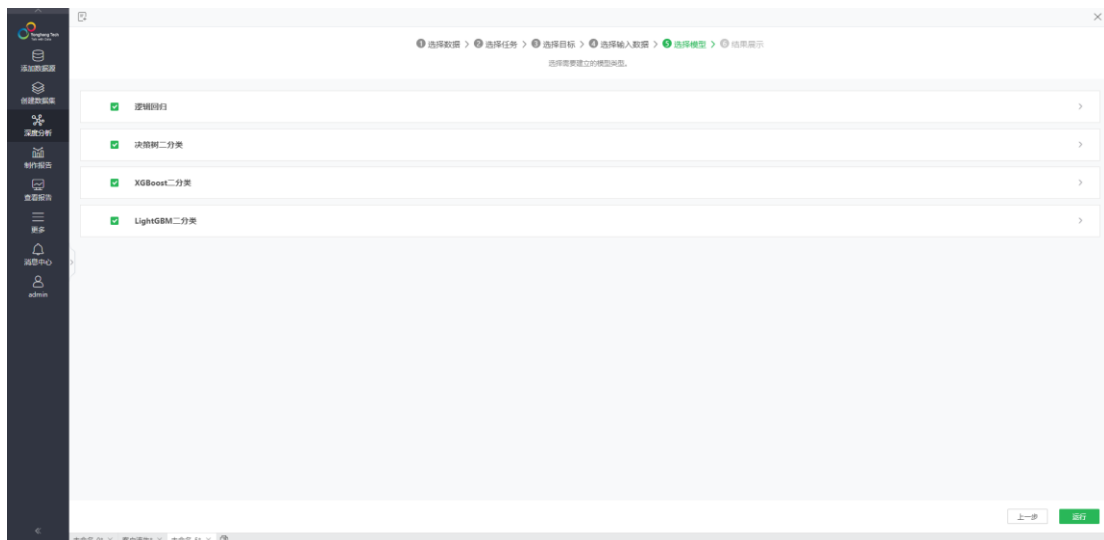 Yonghong Tech
❶ 选择数据 > ❷ 选择任务 > ❸ 选择目标 > ❹ 选择输入数据 > ❺ 选择模型 > ❻ 结果展示
选择需要建立的模型类型。
添加数据源
创建数据集
深度分析
制作报告
查看报告
更多
消息中心
admin
逻辑回归
决策树二分类
XGBoost二分类
LightGBM二分类
上一步
运行